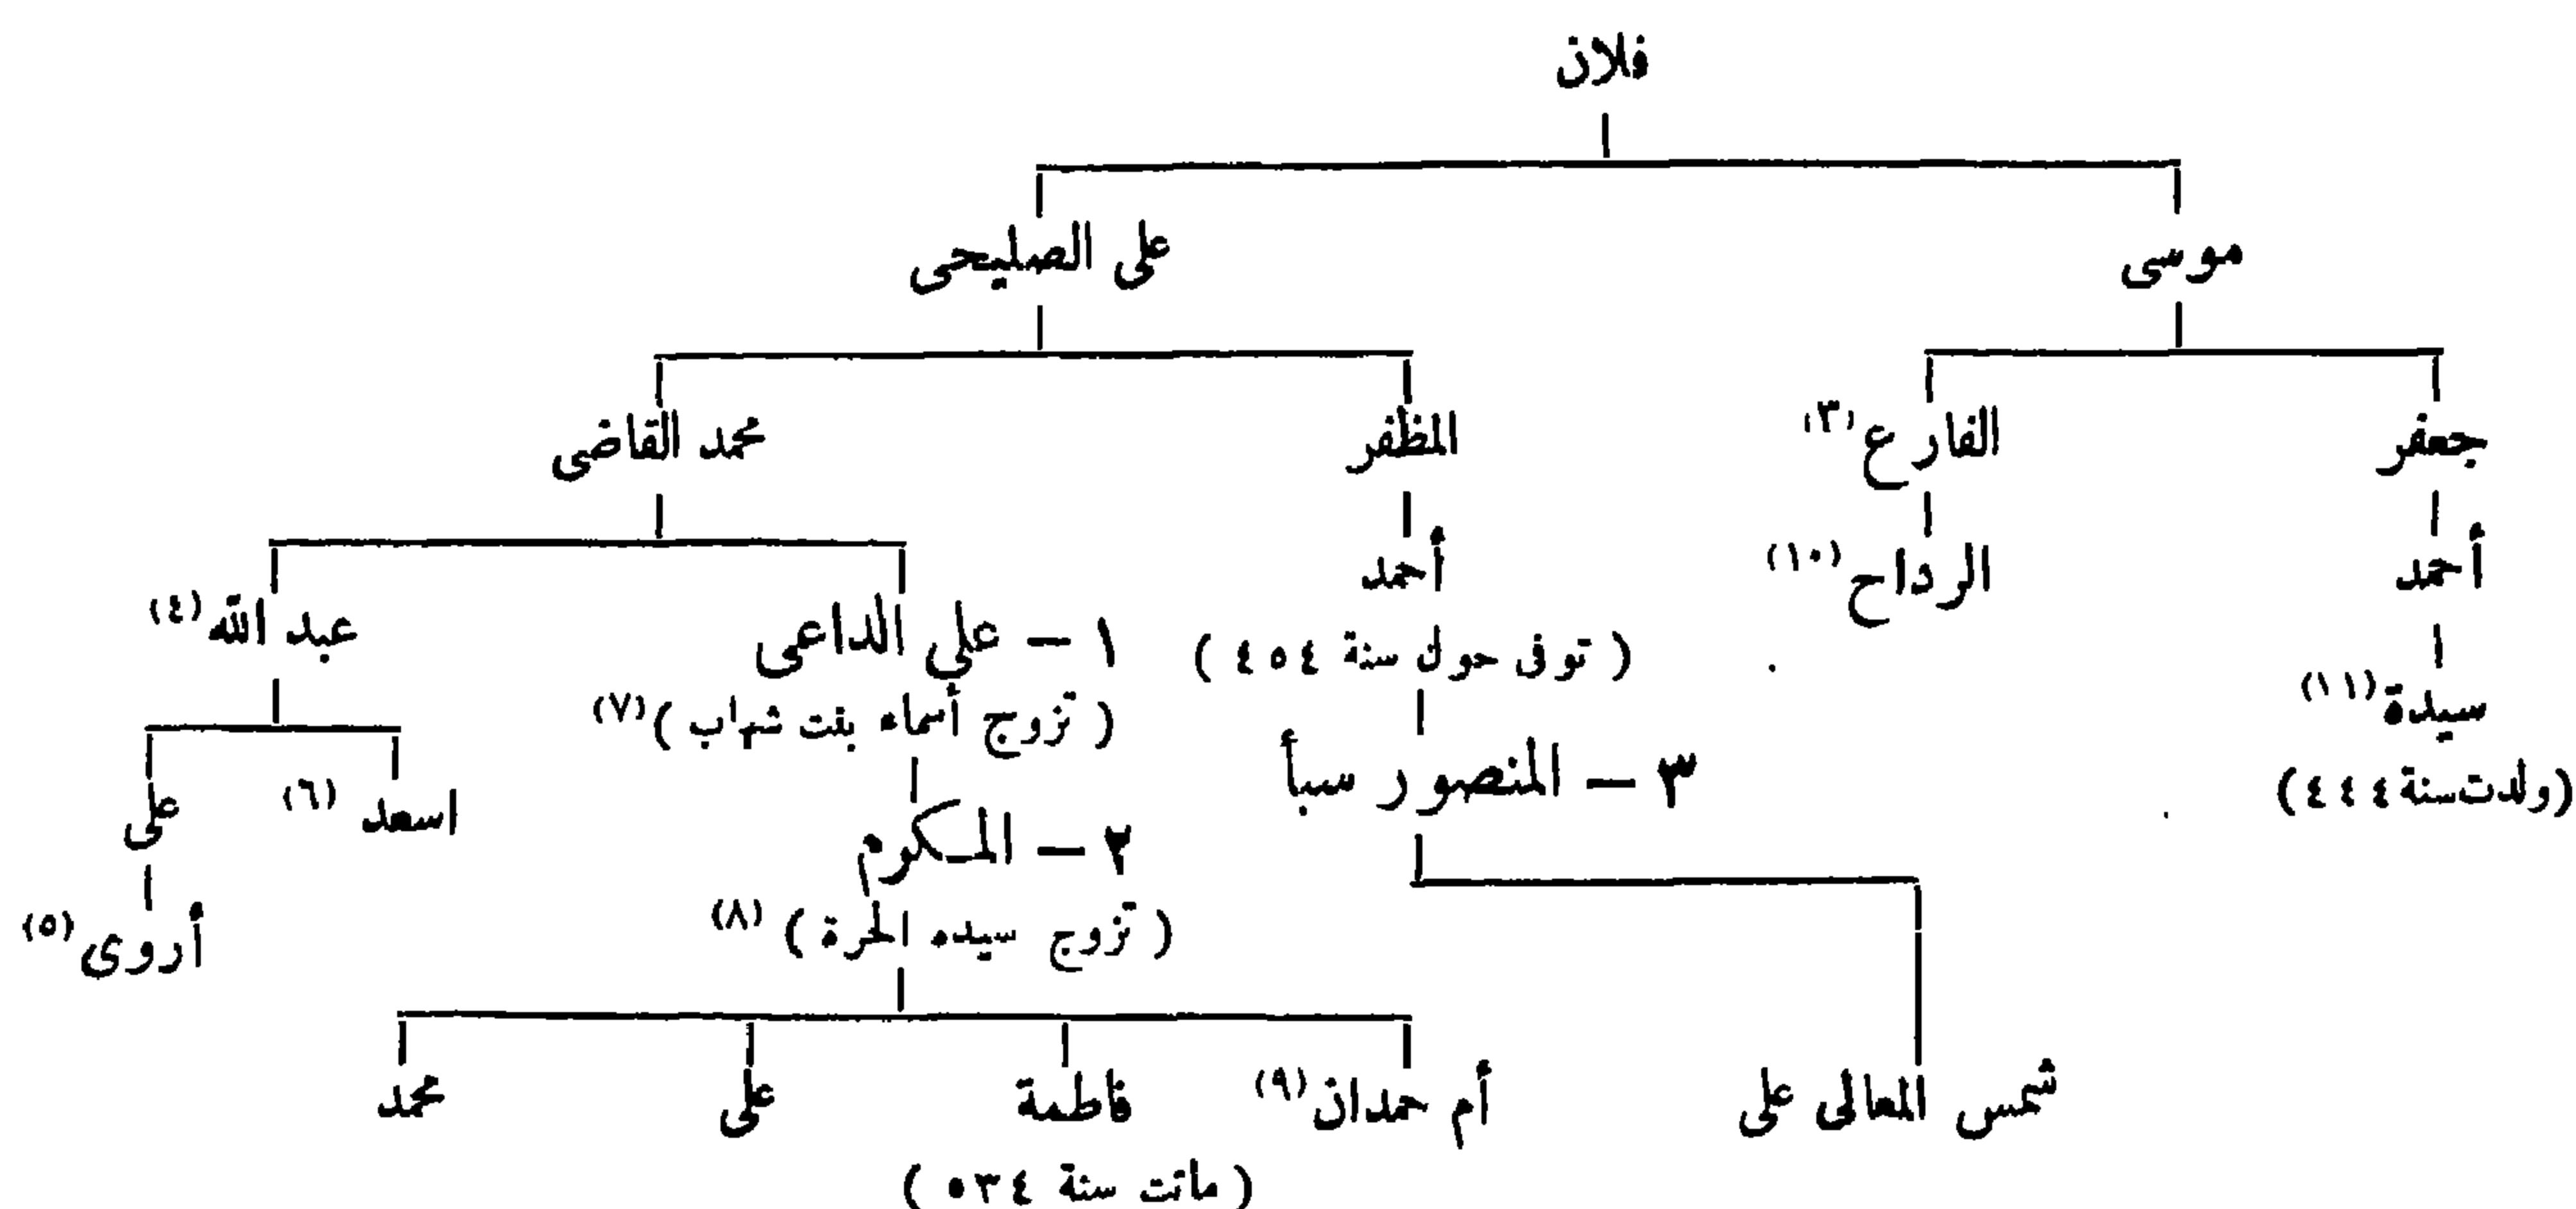 فلان
موسى على الصليحى
جعفر الفارع (٣) المظفر محمد القاضى
أحمد الرداح (١٠) أحمد
(توفى حول سنة ٤٥٤) ١ – على الداعى عبد الله (٤)
سيدة (١١) (تزوج أسماء بنت شهاب) (٧)
(ولدت سنة ٤٤٤) ٣ – المنصور سبأ اسعد (٦) على
٢ – المكرم
(تزوج سيده الحرة) (٨) أروى (٥)
شمس المعالى على أم حمدان (٩) فاطمة على محمد
(ماتت سنة ٥٣٤)